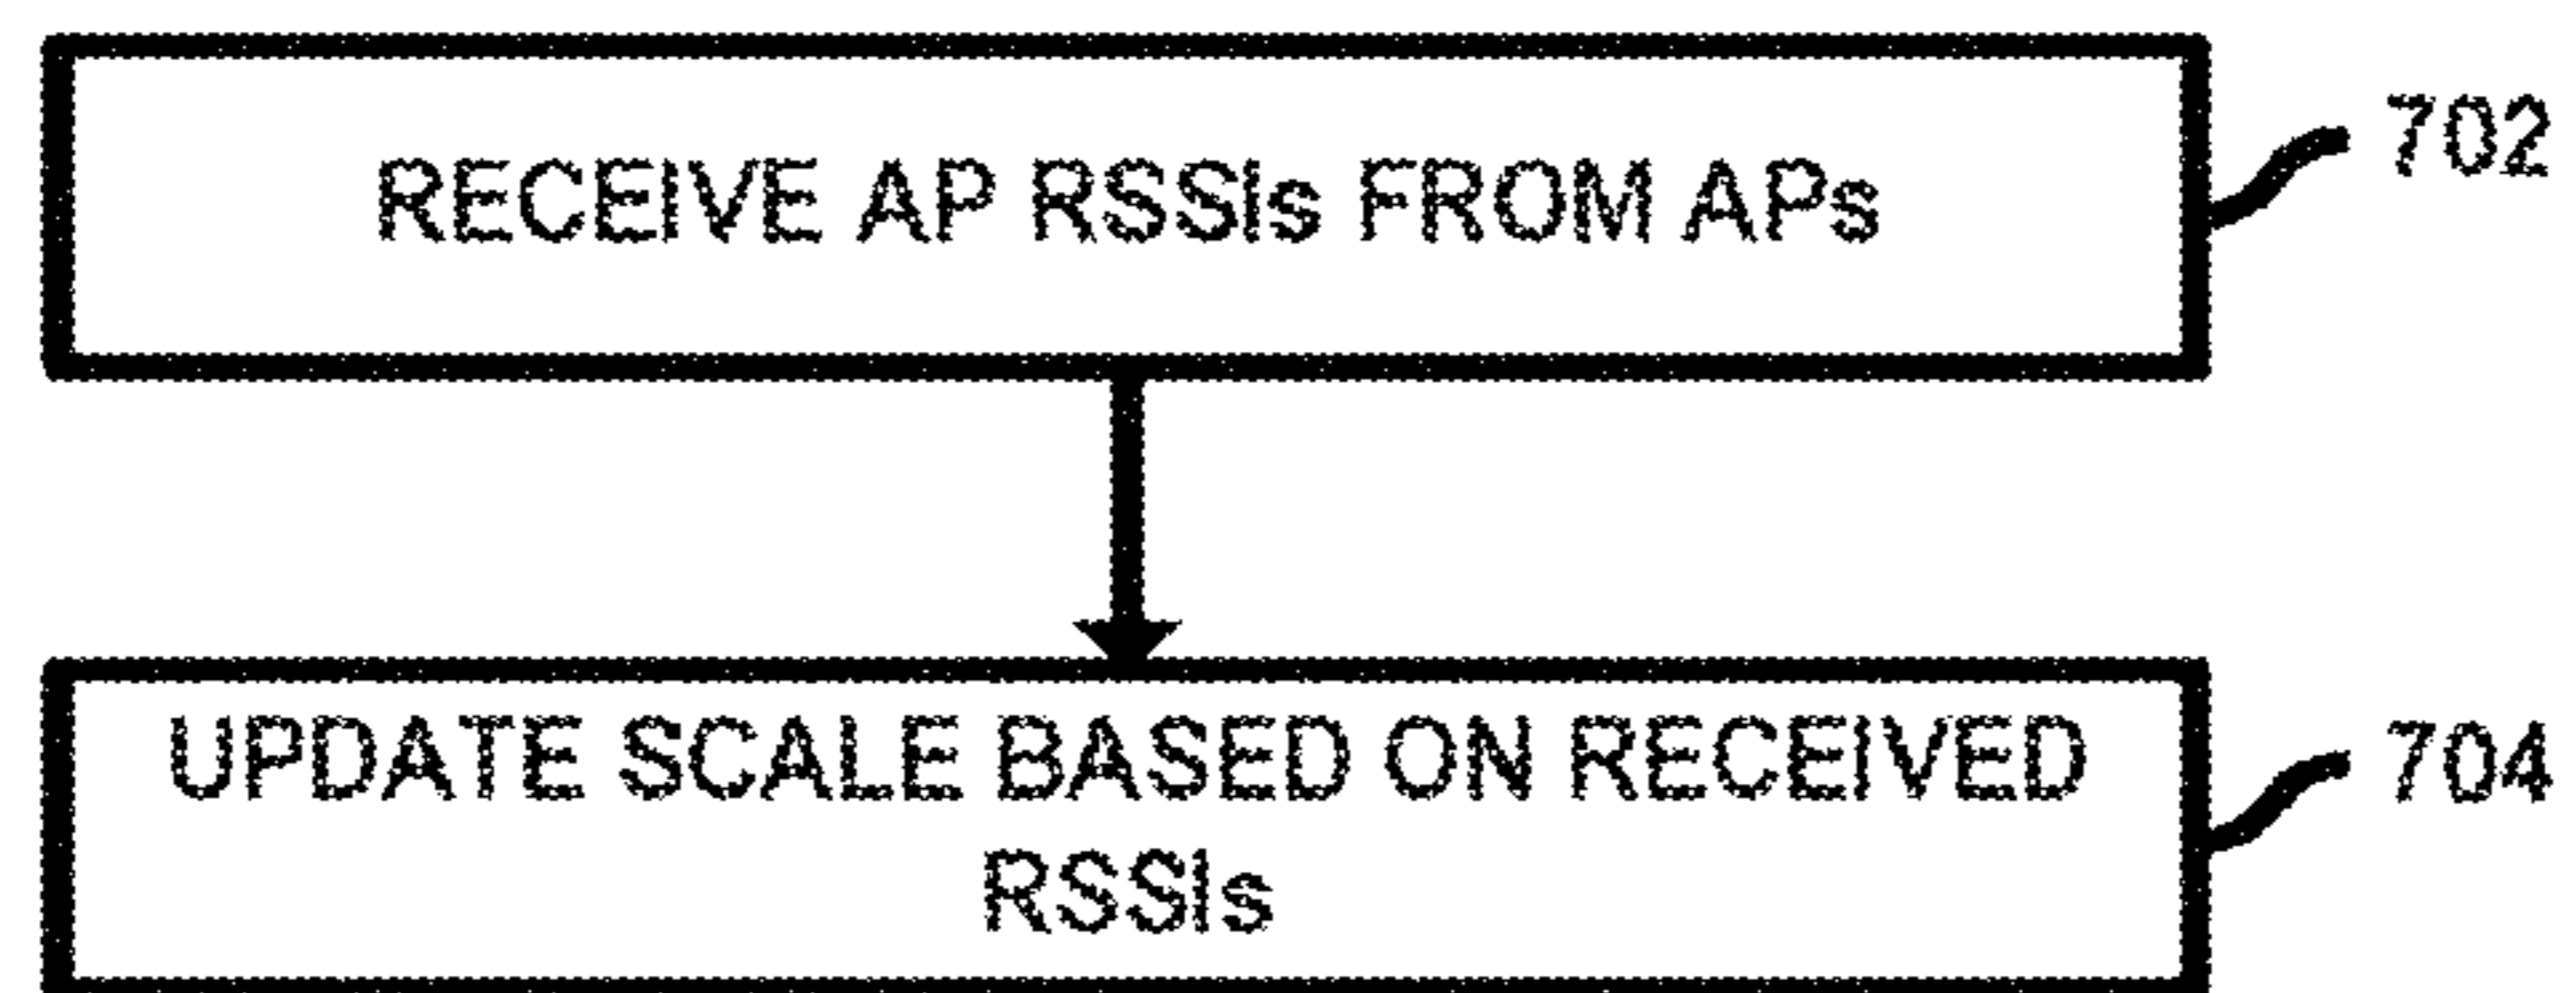 RECEIVE AP RSSIs FROM APs
702
UPDATE SCALE BASED ON RECEIVED
RSSIs
704